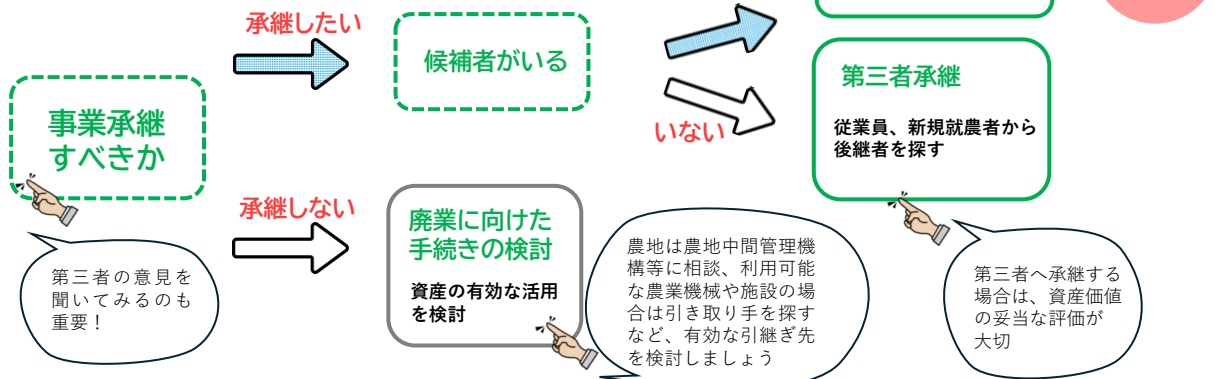 承継したい
候補者がいる
事業承継
すべきか
いない
第三者承継
従業員、新規就農者から
後継者を探す
承継しない
廃業に向けた
手続きの検討
資産の有効な活用
を検討
第三者の意見を
聞いてみるのも
重要！
農地は農地中間管理機
構等に相談、利用可能
な農業機械や施設の場
合は引き取り手を探す
など、有効な引継ぎ先
を検討しましょう
第三者へ承継する
場合は、資産価値
の妥当な評価が
大切